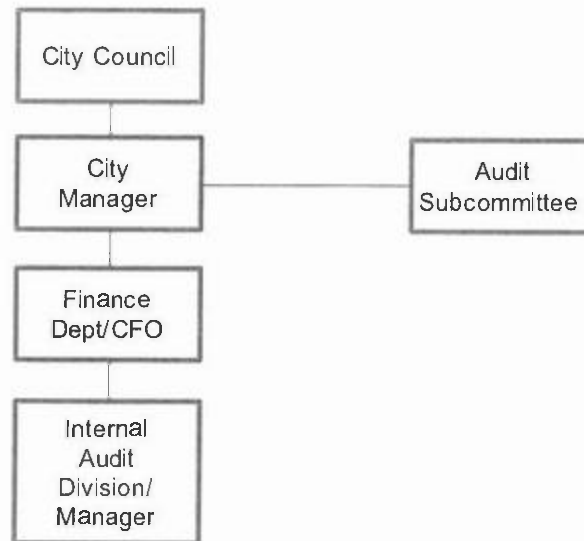 City Council
City
Manager
Audit
Subcommittee
Finance
Dept/CFO
Internal
Audit
Division/
Manager